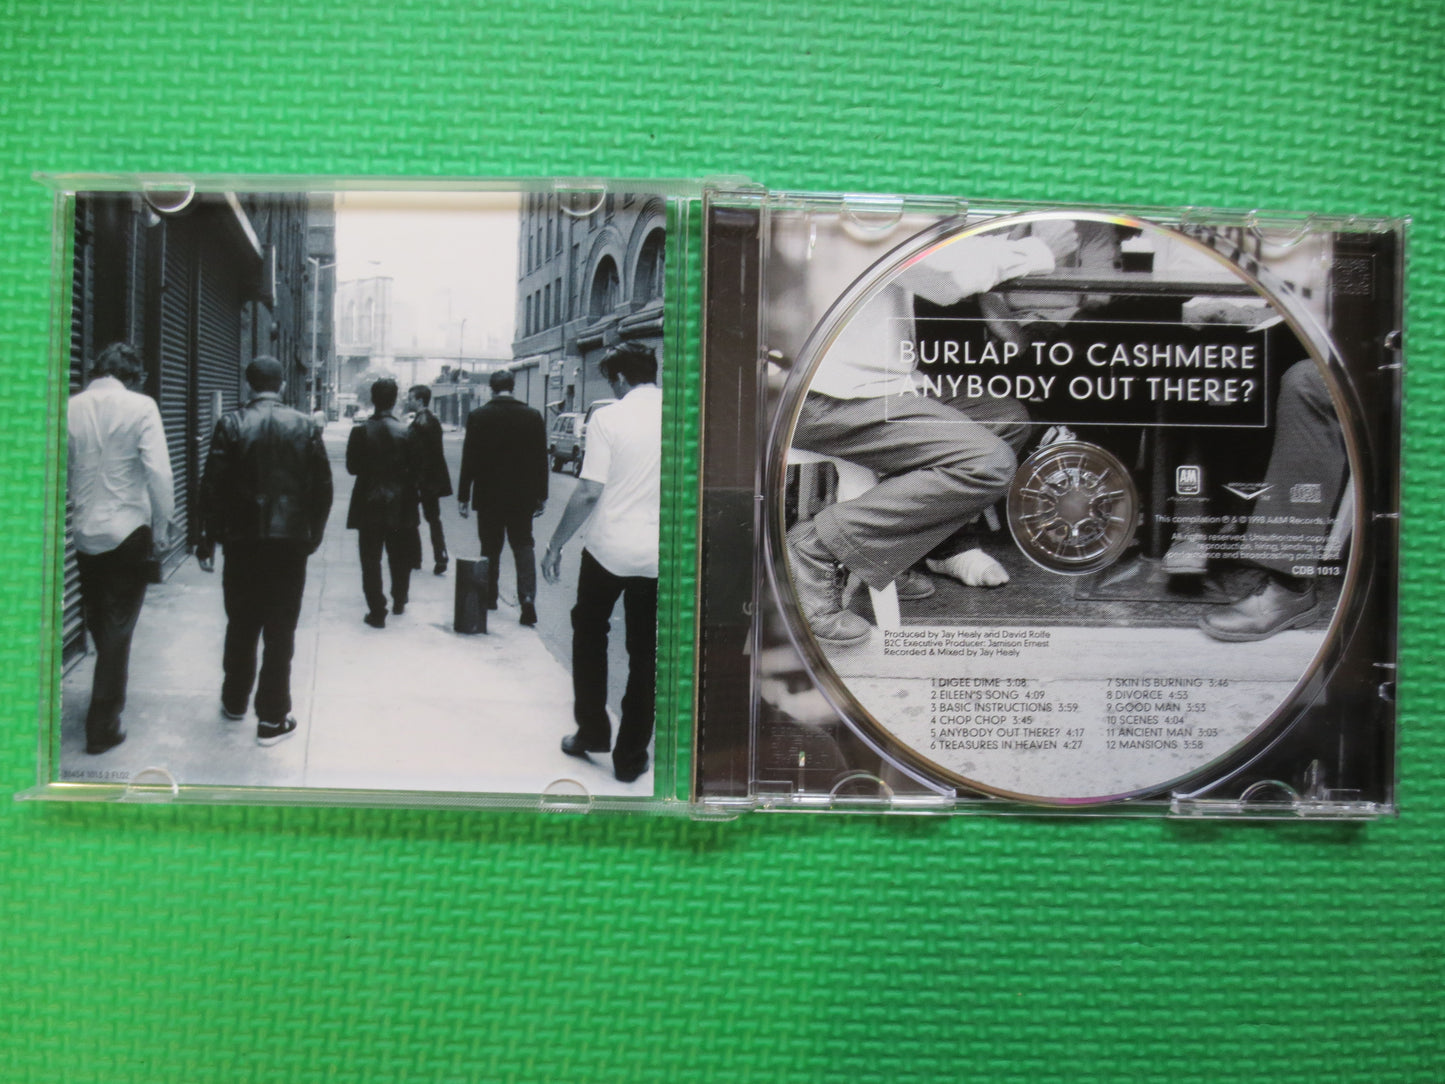 BURLAP TO CASHMERE
ANYBODY OUT THERE?
AM
This compilation ℗ & © 1998 A&M Records, Inc.
All rights reserved. Unauthorized copying,
reproduction, hiring, lending, public
performance and broadcasting prohibited.
CDB 1013
Produced by Jay Healy and David Rolfe
B2C Executive Producer: Jamison Ernest
Recorded & Mixed by Jay Healy
1 DIGEE DIME 3:08
2 EILEEN'S SONG 4:09
3 BASIC INSTRUCTIONS 3:59
4 CHOP CHOP 3:45
5 ANYBODY OUT THERE? 4:17
6 TREASURES IN HEAVEN 4:27
7 SKIN IS BURNING 3:46
8 DIVORCE 4:53
9 GOOD MAN 3:53
10 SCENES 4:04
11 ANCIENT MAN 3:03
12 MANSIONS 3:58
1013 2 FL02